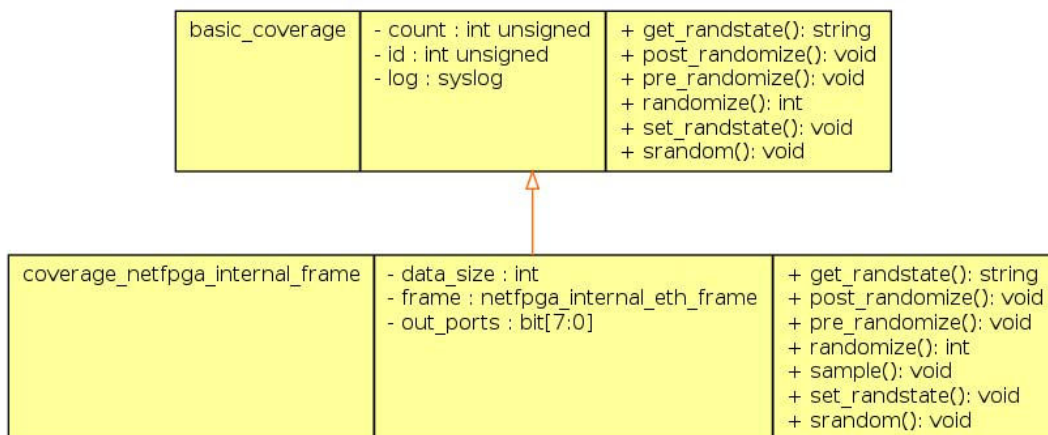 basic_coverage
- count : int unsigned
- id : int unsigned
- log : syslog
+ get_randstate(): string
+ post_randomize(): void
+ pre_randomize(): void
+ randomize(): int
+ set_randstate(): void
+ srandom(): void
coverage_netfpga_internal_frame
- data_size : int
- frame : netfpga_internal_eth_frame
- out_ports : bit[7:0]
+ get_randstate(): string
+ post_randomize(): void
+ pre_randomize(): void
+ randomize(): int
+ sample(): void
+ set_randstate(): void
+ srandom(): void